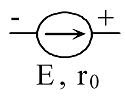 - +
E, r₀